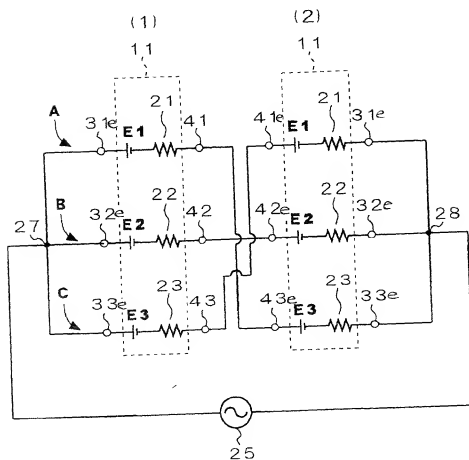 (1) (2)
11 11
A 31e E1 21 41 41e E1 21 31e
B 32e E2 22 42 42e E2 22 32e
27 28
C 33e E3 23 43 43e E3 23 33e
25